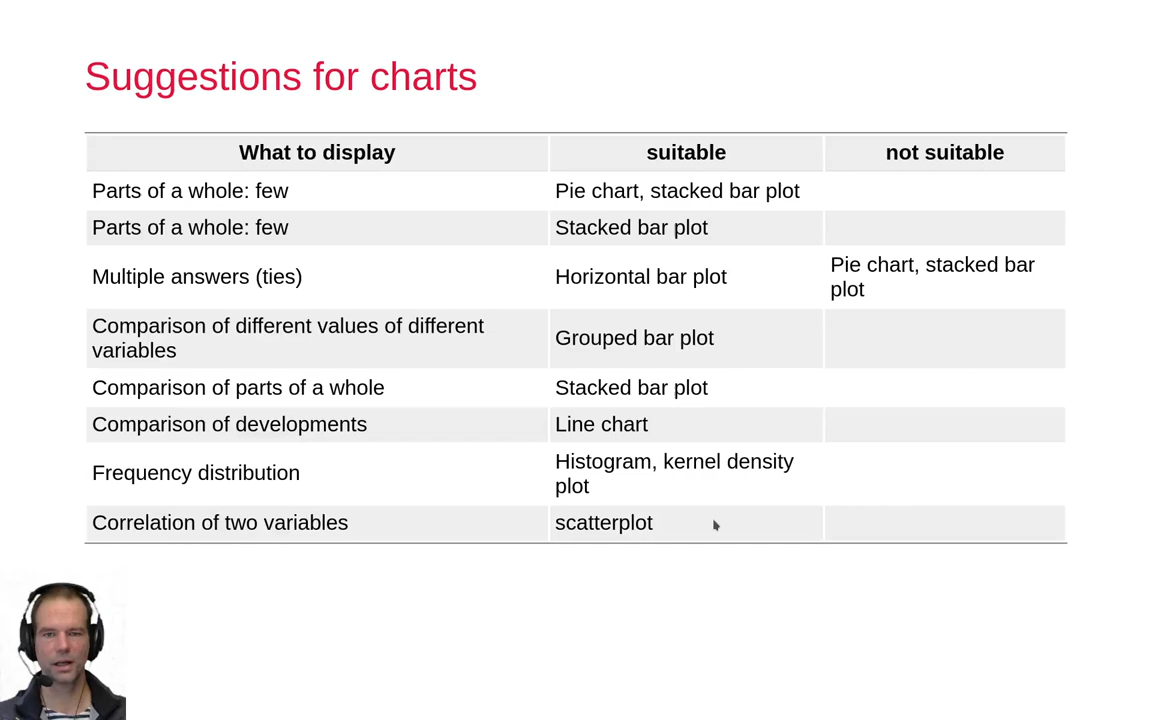 Suggestions for charts
What to display suitable not suitable
Parts of a whole: few Pie chart, stacked bar plot
Parts of a whole: few Stacked bar plot
Multiple answers (ties) Horizontal bar plot Pie chart, stacked bar
plot
Comparison of different values of different
variables Grouped bar plot
Comparison of parts of a whole Stacked bar plot
Comparison of developments Line chart
Frequency distribution Histogram, kernel density
plot
Correlation of two variables scatterplot